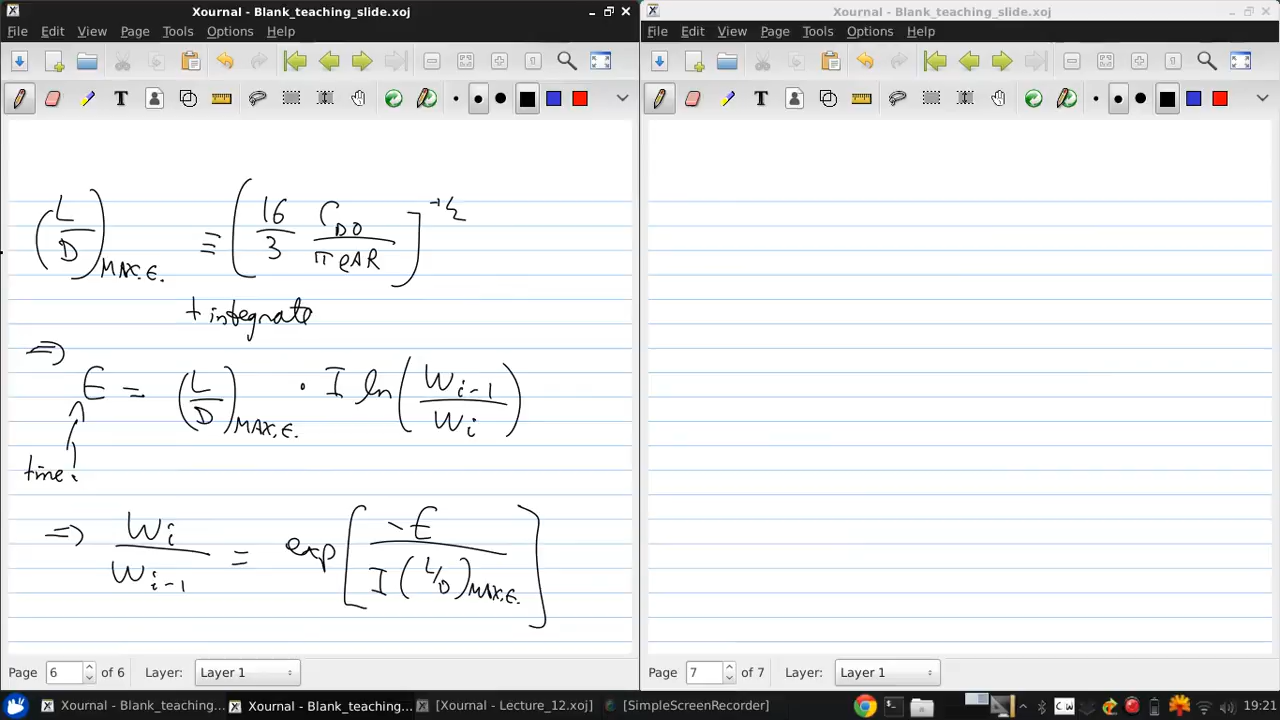 Xournal - Blank_teaching_slide.xoj
File Edit View Page Tools Options Help
(L/D)MAX.E. ≡ [16/3 CDO/πeAR]^-½
+ integrate
⇒
E = (L/D)MAX.E. · I ln(Wi-1/Wi)
time.
⇒ Wi/Wi-1 = exp[-E/I(L/D)MAX.E.]
Page 6 of 6 Layer: Layer 1
Xournal - Blank_teaching_slide.xoj
File Edit View Page Tools Options Help
Page 7 of 7 Layer: Layer 1
Xournal - Blank_teaching... Xournal - Blank_teaching... [Xournal - Lecture_12.xoj] [SimpleScreenRecorder] 19:21